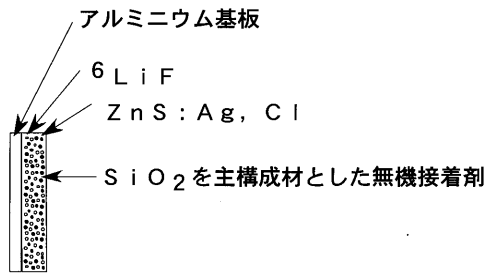 アルミニウム基板
⁶ＬｉＦ
ＺｎＳ：Ａｇ，Ｃｌ
ＳｉＯ₂を主構成材とした無機接着剤